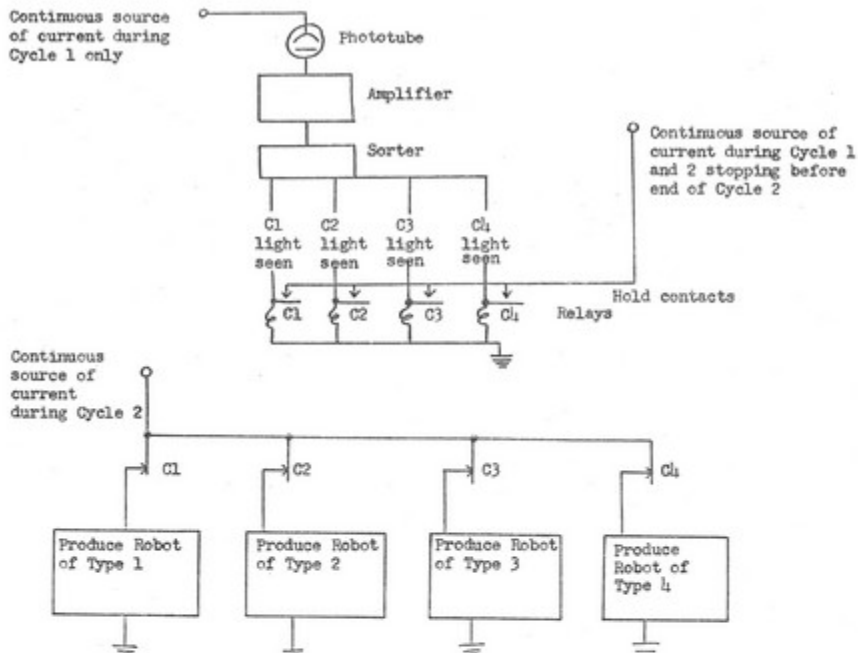 Continuous source
of current during
Cycle 1 only
Phototube
Amplifier
Sorter
Continuous source of
current during Cycle 1
and 2 stopping before
end of Cycle 2
C1
light
seen
C2
light
seen
C3
light
seen
C4
light
seen
C1
C2
C3
C4
Hold contacts
Relays
Continuous
source of
current
during Cycle 2
C1
C2
C3
C4
Produce Robot
of Type 1
Produce Robot
of Type 2
Produce Robot
of Type 3
Produce
Robot of
Type 4